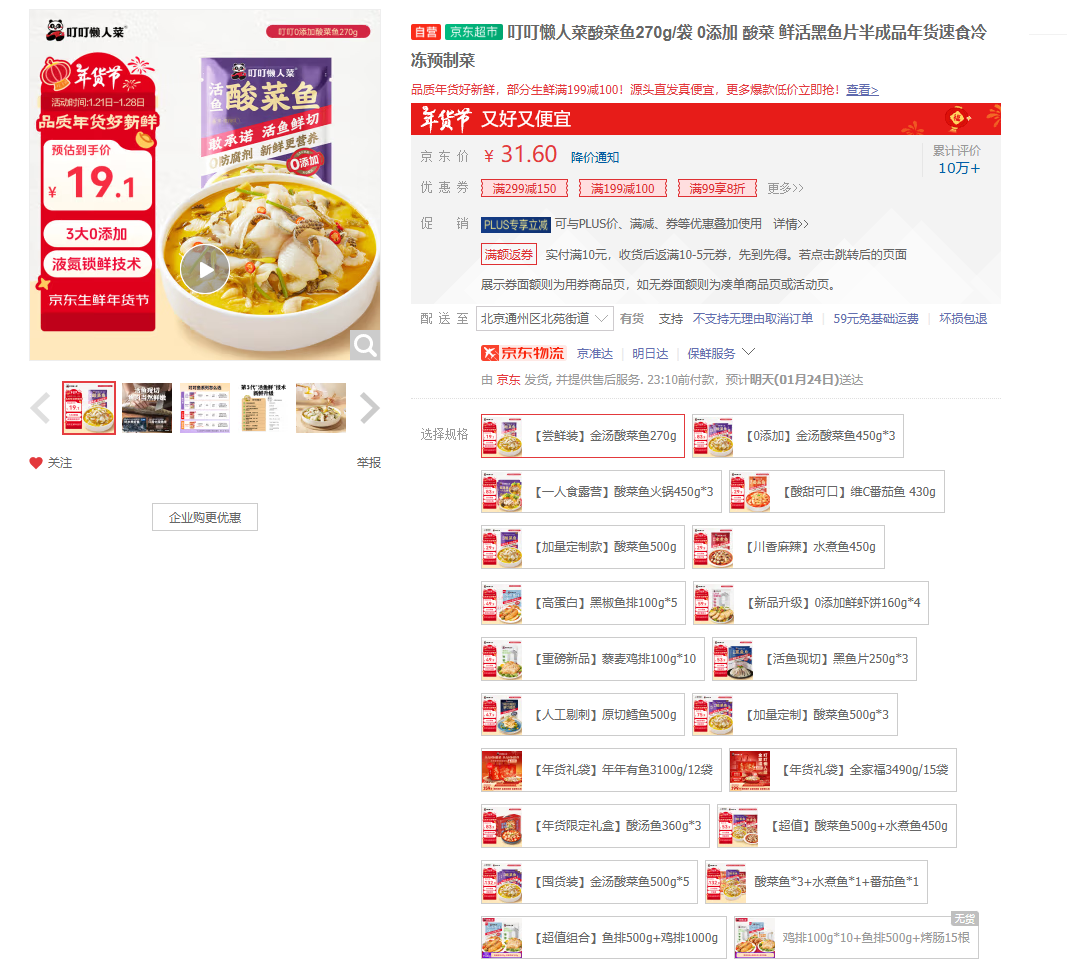 叮叮懒人菜
叮叮0添加酸菜鱼270g
年货节
活动时间:1.21日—1.28日
品质年货好新鲜
预估到手价
¥19.1
3大0添加
液氮锁鲜技术
京东生鲜年货节
叮叮懒人菜
活鱼 酸菜鱼
敢承诺 活鱼鲜切
0防腐剂 新鲜更营养
0添加
关注
举报
企业购更优惠
自营 京东超市 叮叮懒人菜酸菜鱼270g/袋 0添加 酸菜 鲜活黑鱼片半成品年货速食冷
冻预制菜
品质年货好新鲜，部分生鲜满199减100！源头直发真便宜，更多爆款低价立即抢！查看>
年货节 又好又便宜
京东价 ¥ 31.60 降价通知
累计评价
10万+
优惠券 满299减150 满199减100 满99享8折 更多>>
促销 PLUS专享立减 可与PLUS价、满减、券等优惠叠加使用 详情>>
满额返券 实付满10元，收货后返满10-5元券，先到先得。若点击跳转后的页面
展示券面额则为用券商品页，如无券面额则为凑单商品页或活动页。
配送至 北京通州区北苑街道 有货 支持 不支持无理由取消订单 | 59元免基础运费 | 坏损包退
京东物流 京准达 | 明日达 | 保鲜服务
由 京东 发货, 并提供售后服务. 23:10前付款，预计明天(01月24日)送达
选择规格
【尝鲜装】金汤酸菜鱼270g
【0添加】金汤酸菜鱼450g*3
【一人食露营】酸菜鱼火锅450g*3
【酸甜可口】维C番茄鱼 430g
【加量定制款】酸菜鱼500g
【川香麻辣】水煮鱼450g
【高蛋白】黑椒鱼排100g*5
【新品升级】0添加鲜虾饼160g*4
【重磅新品】藜麦鸡排100g*10
【活鱼现切】黑鱼片250g*3
【人工剔刺】原切鳕鱼500g
【加量定制】酸菜鱼500g*3
【年货礼袋】年年有鱼3100g/12袋
【年货礼袋】全家福3490g/15袋
【年货限定礼盒】酸汤鱼360g*3
【超值】酸菜鱼500g+水煮鱼450g
【囤货装】金汤酸菜鱼500g*5
酸菜鱼*3+水煮鱼*1+番茄鱼*1
【超值组合】鱼排500g+鸡排1000g
无货
鸡排100g*10+鱼排500g+烤肠15根